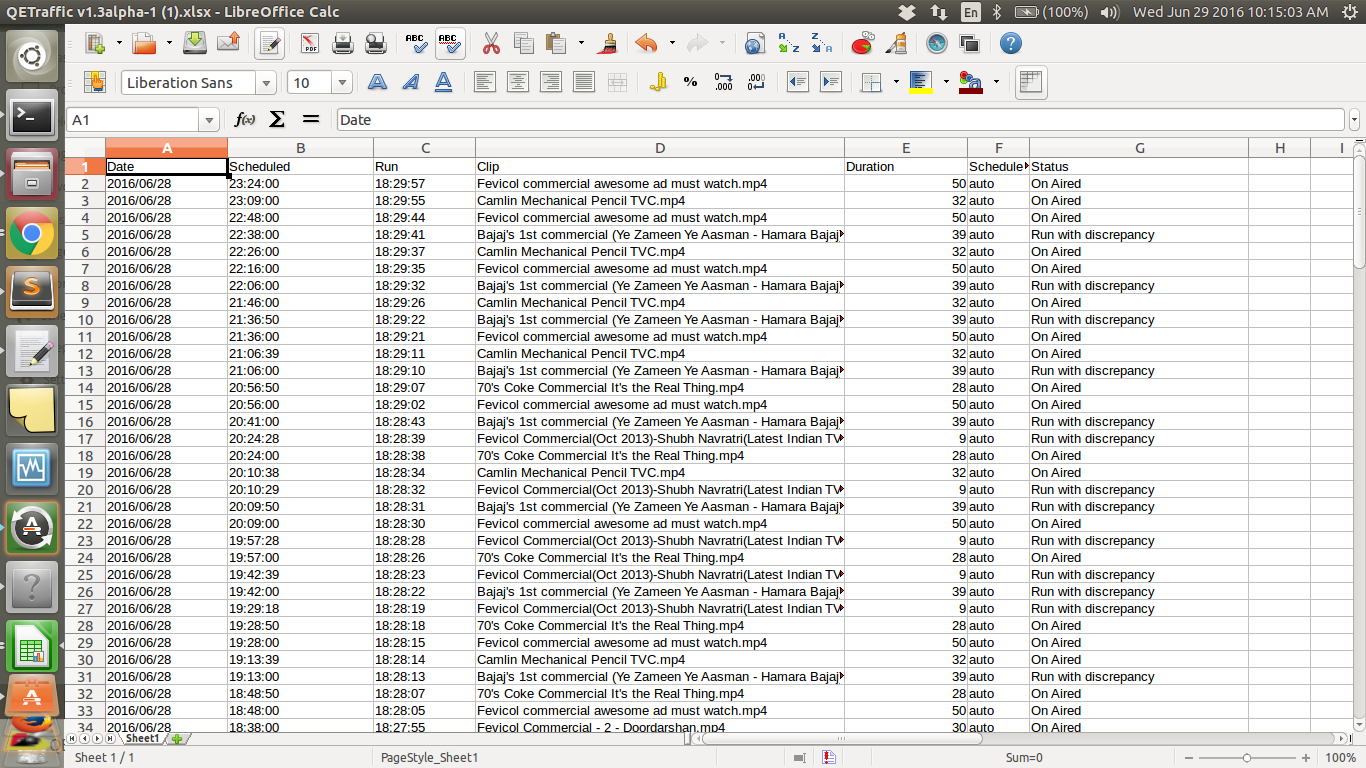 QETraffic v1.3alpha-1 (1).xlsx - LibreOffice Calc En (100%) Wed Jun 29 2016 10:15:03 AM
Liberation Sans 10
A1 Date
A B C D E F G H I
1 Date Scheduled Run Clip Duration Schedule Status
2 2016/06/28 23:24:00 18:29:57 Fevicol commercial awesome ad must watch.mp4 50 auto On Aired
3 2016/06/28 23:09:00 18:29:55 Camlin Mechanical Pencil TVC.mp4 32 auto On Aired
4 2016/06/28 22:48:00 18:29:44 Fevicol commercial awesome ad must watch.mp4 50 auto On Aired
5 2016/06/28 22:38:00 18:29:41 Bajaj's 1st commercial (Ye Zameen Ye Aasman - Hamara Bajaj 39 auto Run with discrepancy
6 2016/06/28 22:26:00 18:29:37 Camlin Mechanical Pencil TVC.mp4 32 auto On Aired
7 2016/06/28 22:16:00 18:29:35 Fevicol commercial awesome ad must watch.mp4 50 auto On Aired
8 2016/06/28 22:06:00 18:29:32 Bajaj's 1st commercial (Ye Zameen Ye Aasman - Hamara Bajaj 39 auto Run with discrepancy
9 2016/06/28 21:46:00 18:29:26 Camlin Mechanical Pencil TVC.mp4 32 auto On Aired
10 2016/06/28 21:36:50 18:29:22 Bajaj's 1st commercial (Ye Zameen Ye Aasman - Hamara Bajaj 39 auto Run with discrepancy
11 2016/06/28 21:36:00 18:29:21 Fevicol commercial awesome ad must watch.mp4 50 auto On Aired
12 2016/06/28 21:06:39 18:29:11 Camlin Mechanical Pencil TVC.mp4 32 auto On Aired
13 2016/06/28 21:06:00 18:29:10 Bajaj's 1st commercial (Ye Zameen Ye Aasman - Hamara Bajaj 39 auto Run with discrepancy
14 2016/06/28 20:56:50 18:29:07 70's Coke Commercial It's the Real Thing.mp4 28 auto On Aired
15 2016/06/28 20:56:00 18:29:02 Fevicol commercial awesome ad must watch.mp4 50 auto On Aired
16 2016/06/28 20:41:00 18:28:43 Bajaj's 1st commercial (Ye Zameen Ye Aasman - Hamara Bajaj 39 auto Run with discrepancy
17 2016/06/28 20:24:28 18:28:39 Fevicol Commercial(Oct 2013)-Shubh Navratri(Latest Indian TV 9 auto Run with discrepancy
18 2016/06/28 20:24:00 18:28:38 70's Coke Commercial It's the Real Thing.mp4 28 auto On Aired
19 2016/06/28 20:10:38 18:28:34 Camlin Mechanical Pencil TVC.mp4 32 auto On Aired
20 2016/06/28 20:10:29 18:28:32 Fevicol Commercial(Oct 2013)-Shubh Navratri(Latest Indian TV 9 auto Run with discrepancy
21 2016/06/28 20:09:50 18:28:31 Bajaj's 1st commercial (Ye Zameen Ye Aasman - Hamara Bajaj 39 auto Run with discrepancy
22 2016/06/28 20:09:00 18:28:30 Fevicol commercial awesome ad must watch.mp4 50 auto On Aired
23 2016/06/28 19:57:28 18:28:28 Fevicol Commercial(Oct 2013)-Shubh Navratri(Latest Indian TV 9 auto Run with discrepancy
24 2016/06/28 19:57:00 18:28:26 70's Coke Commercial It's the Real Thing.mp4 28 auto On Aired
25 2016/06/28 19:42:39 18:28:23 Fevicol Commercial(Oct 2013)-Shubh Navratri(Latest Indian TV 9 auto Run with discrepancy
26 2016/06/28 19:42:00 18:28:22 Bajaj's 1st commercial (Ye Zameen Ye Aasman - Hamara Bajaj 39 auto Run with discrepancy
27 2016/06/28 19:29:18 18:28:19 Fevicol Commercial(Oct 2013)-Shubh Navratri(Latest Indian TV 9 auto Run with discrepancy
28 2016/06/28 19:28:50 18:28:18 70's Coke Commercial It's the Real Thing.mp4 28 auto On Aired
29 2016/06/28 19:28:00 18:28:15 Fevicol commercial awesome ad must watch.mp4 50 auto On Aired
30 2016/06/28 19:13:39 18:28:14 Camlin Mechanical Pencil TVC.mp4 32 auto On Aired
31 2016/06/28 19:13:00 18:28:13 Bajaj's 1st commercial (Ye Zameen Ye Aasman - Hamara Bajaj 39 auto Run with discrepancy
32 2016/06/28 18:48:50 18:28:07 70's Coke Commercial It's the Real Thing.mp4 28 auto On Aired
33 2016/06/28 18:48:00 18:28:05 Fevicol commercial awesome ad must watch.mp4 50 auto On Aired
34 2016/06/28 18:38:00 18:27:55 Fevicol Commercial - 2 - Doordarshan.mp4 30 auto On Aired
Sheet1
Sheet 1 / 1 PageStyle_Sheet1 Sum=0 100%